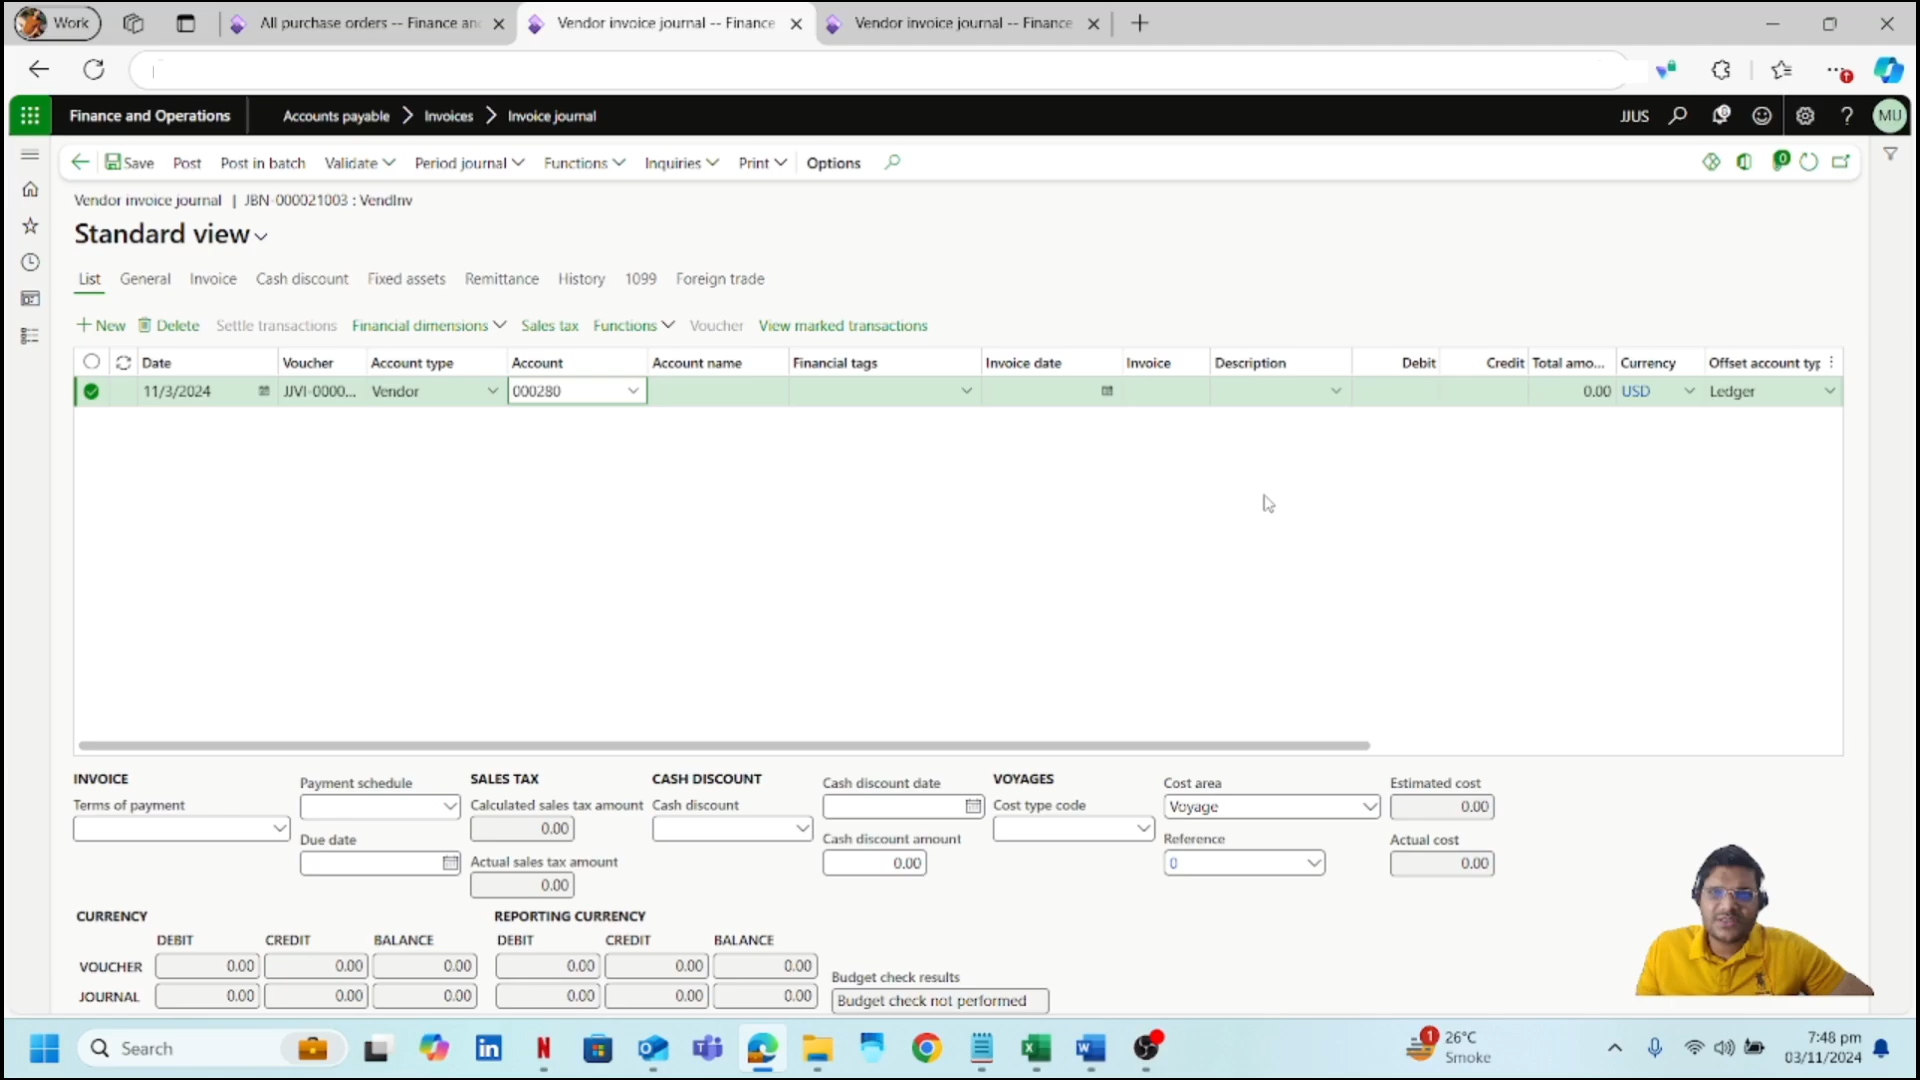 Work
All purchase orders -- Finance an
Vendor invoice journal -- Finance
Vendor invoice journal -- Finance
Finance and Operations
Accounts payable > Invoices > Invoice journal
JJUS
?
MU
Save
Post
Post in batch
Validate
Period journal
Functions
Inquiries
Print
Options
0
Vendor invoice journal | JBN-000021003 : VendInv
Standard view
List
General
Invoice
Cash discount
Fixed assets
Remittance
History
1099
Foreign trade
+ New
Delete
Settle transactions
Financial dimensions
Sales tax
Functions
Voucher
View marked transactions
Date
Voucher
Account type
Account
Account name
Financial tags
Invoice date
Invoice
Description
Debit
Credit
Total amo...
Currency
Offset account typ
11/3/2024
JJVI-0000...
Vendor
000280
0.00
USD
Ledger
INVOICE
Terms of payment
Payment schedule
Due date
SALES TAX
Calculated sales tax amount
0.00
Actual sales tax amount
0.00
CASH DISCOUNT
Cash discount
Cash discount date
Cash discount amount
0.00
VOYAGES
Cost type code
Cost area
Voyage
Reference
0
Estimated cost
0.00
Actual cost
0.00
CURRENCY
REPORTING CURRENCY
DEBIT CREDIT BALANCE DEBIT CREDIT BALANCE
VOUCHER 0.00 0.00 0.00 0.00 0.00 0.00
JOURNAL 0.00 0.00 0.00 0.00 0.00 0.00
Budget check results
Budget check not performed
Search
1
26°C
Smoke
7:48 pm
03/11/2024